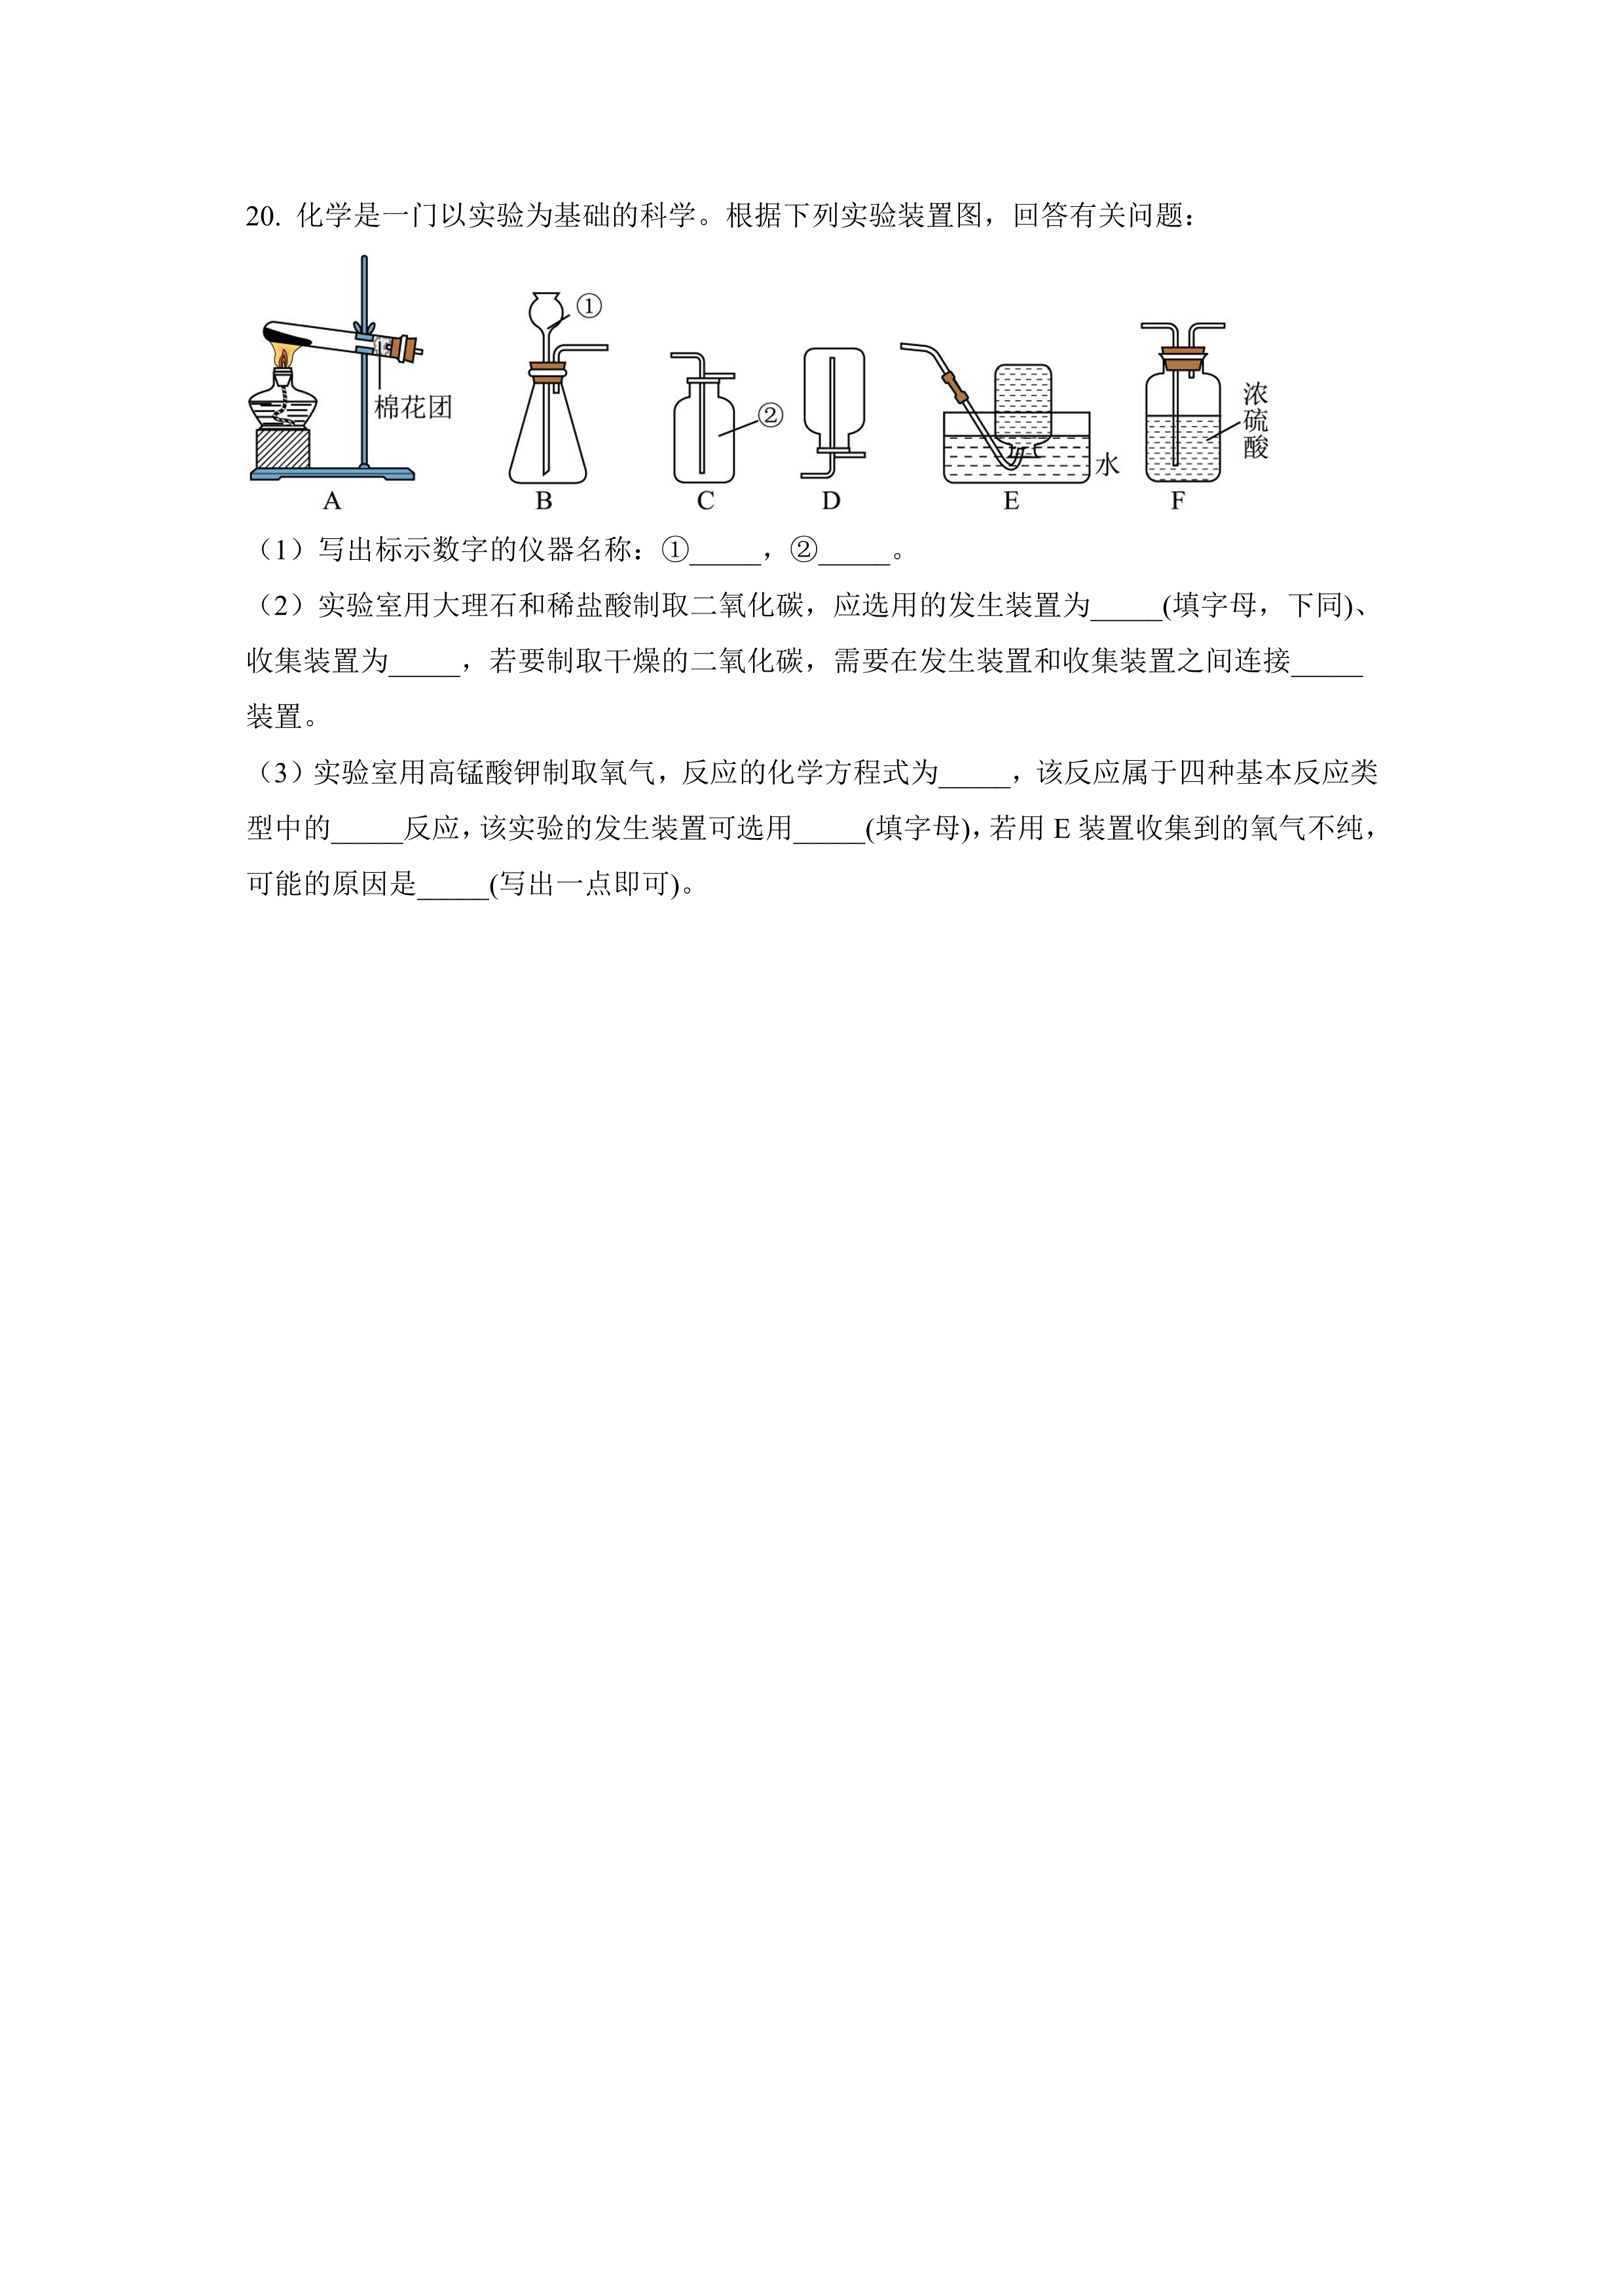 20. 化学是一门以实验为基础的科学。根据下列实验装置图，回答有关问题：
①
②
棉花团
水
浓硫酸
A B C D E F
（1）写出标示数字的仪器名称：①_____，②_____。
（2）实验室用大理石和稀盐酸制取二氧化碳，应选用的发生装置为_____(填字母，下同)、
收集装置为_____，若要制取干燥的二氧化碳，需要在发生装置和收集装置之间连接_____
装置。
（3）实验室用高锰酸钾制取氧气，反应的化学方程式为_____，该反应属于四种基本反应类
型中的_____反应，该实验的发生装置可选用_____(填字母)，若用 E 装置收集到的氧气不纯，
可能的原因是_____(写出一点即可)。